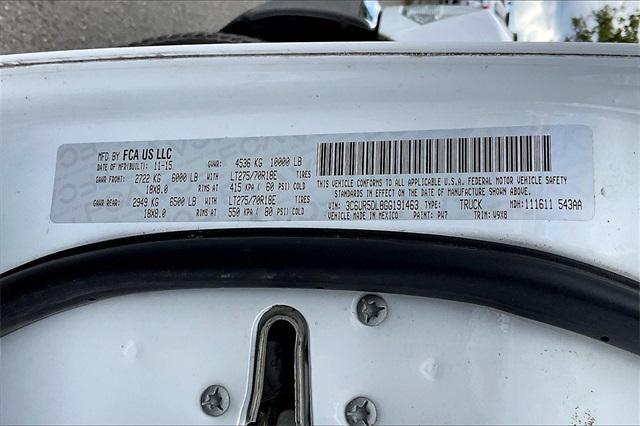 MFD BY FCA US LLC
DATE OF MFR(BUILT): 11-15 GVWR: 4536 KG 10000 LB
GAWR FRONT: 2722 KG 6000 LB WITH LT275/70R18E TIRES
18X8.0 RIMS AT 415 KPA ( 60 PSI) COLD
GAWR REAR: 2949 KG 6500 LB WITH LT275/70R18E TIRES
18X8.0 RIMS AT 550 KPA ( 80 PSI) COLD
THIS VEHICLE CONFORMS TO ALL APPLICABLE U.S.A. FEDERAL MOTOR VEHICLE SAFETY
STANDARDS IN EFFECT ON THE DATE OF MANUFACTURE SHOWN ABOVE.
VIN: 3C6UR5DL8GG191463 TYPE: TRUCK MDH: 111611 543AA
VEHICLE MADE IN MEXICO PAINT: PW7 TRIM: V9X8